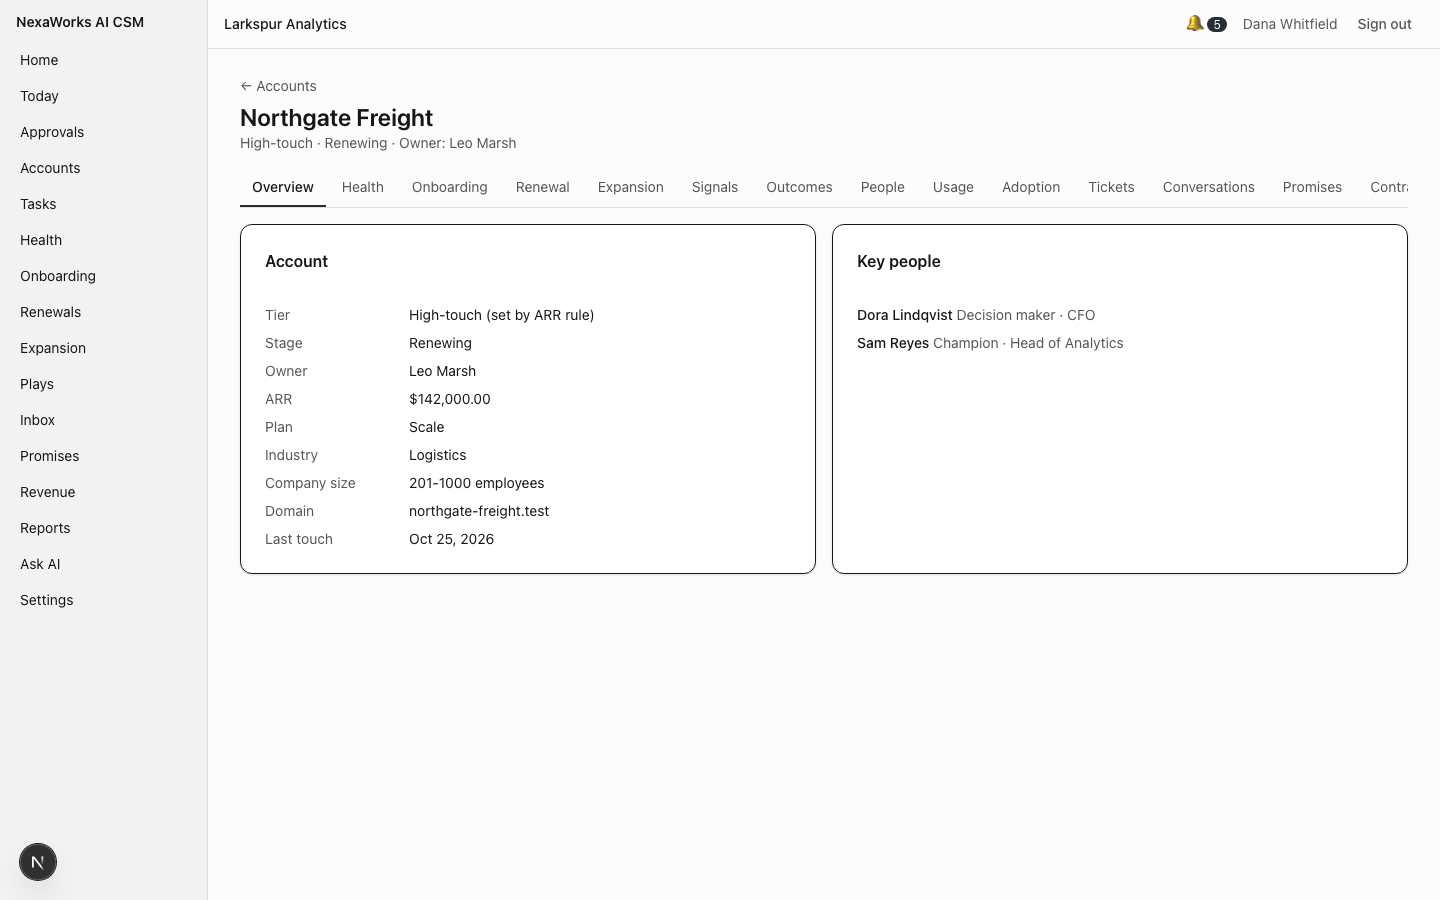 NexaWorks AI CSM
Home
Today
Approvals
Accounts
Tasks
Health
Onboarding
Renewals
Expansion
Plays
Inbox
Promises
Revenue
Reports
Ask AI
Settings
N
Larkspur Analytics
5
Dana Whitfield
Sign out
← Accounts
Northgate Freight
High-touch · Renewing · Owner: Leo Marsh
Overview Health Onboarding Renewal Expansion Signals Outcomes People Usage Adoption Tickets Conversations Promises Contra
Account
Tier High-touch (set by ARR rule)
Stage Renewing
Owner Leo Marsh
ARR $142,000.00
Plan Scale
Industry Logistics
Company size 201-1000 employees
Domain northgate-freight.test
Last touch Oct 25, 2026
Key people
Dora Lindqvist Decision maker · CFO
Sam Reyes Champion · Head of Analytics